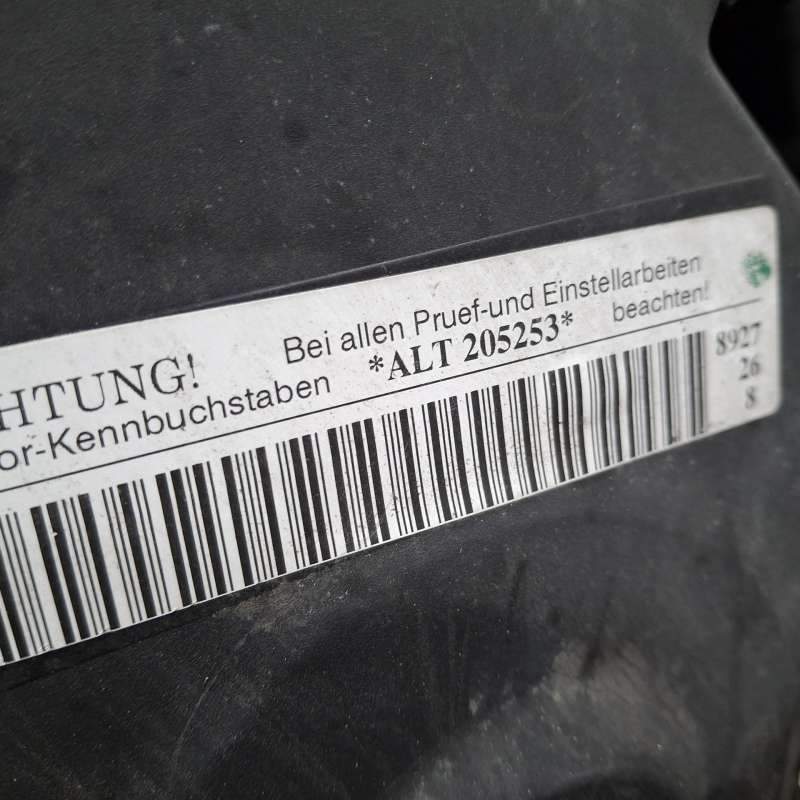 HTUNG! Bei allen Pruef-und Einstellarbeiten
or-Kennbuchstaben *ALT 205253* beachten!
8927
26
8